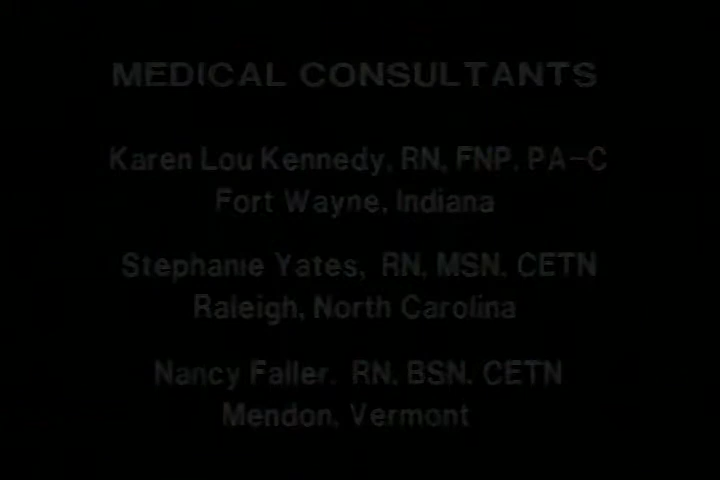 MEDICAL CONSULTANTS
Karen Lou Kennedy, RN, FNP, PA-C
Fort Wayne, Indiana
Stephanie Yates, RN, MSN, CETN
Raleigh, North Carolina
Nancy Faller, RN, BSN, CETN
Mendon, Vermont